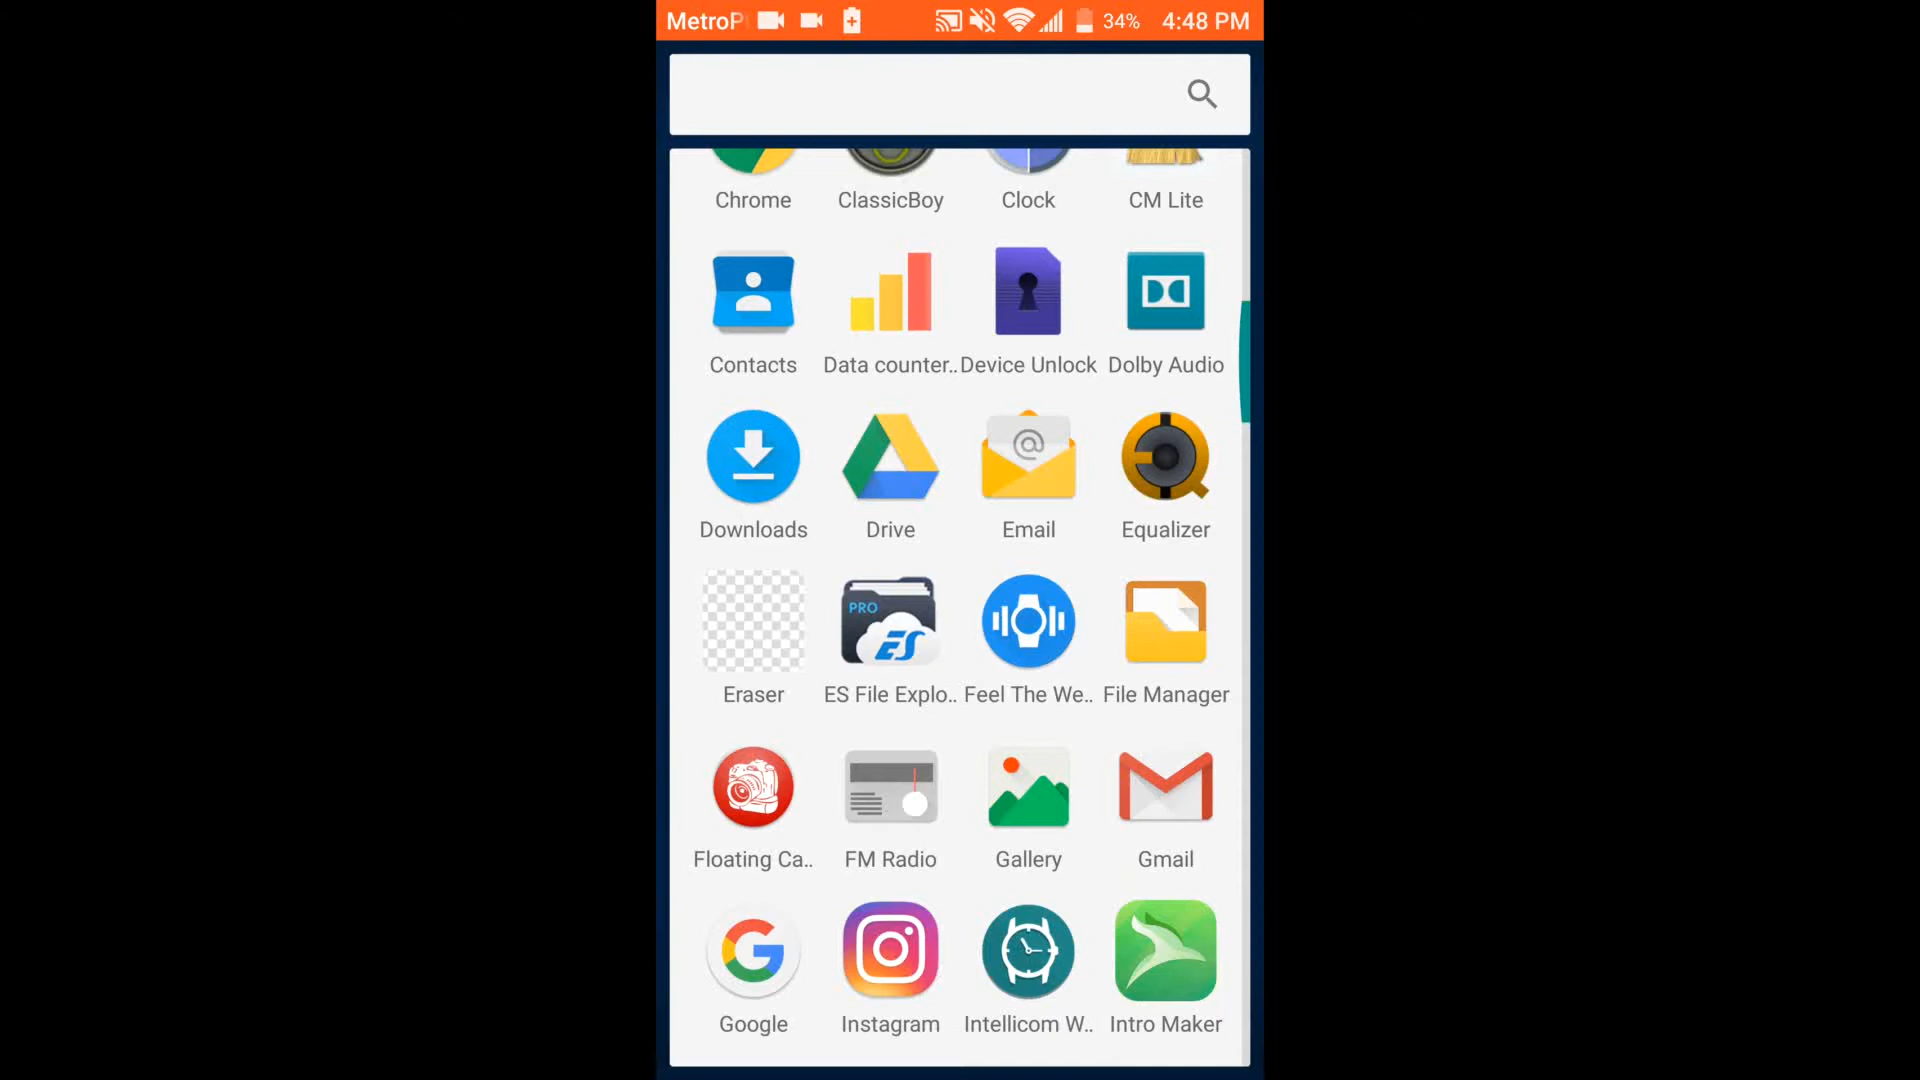 MetroP 34% 4:48 PM
Chrome ClassicBoy Clock CM Lite
Contacts Data counter.. Device Unlock Dolby Audio
Downloads Drive Email Equalizer
PRO
ES
Eraser ES File Explo.. Feel The We.. File Manager
Floating Ca.. FM Radio Gallery Gmail
Google Instagram Intellicom W.. Intro Maker